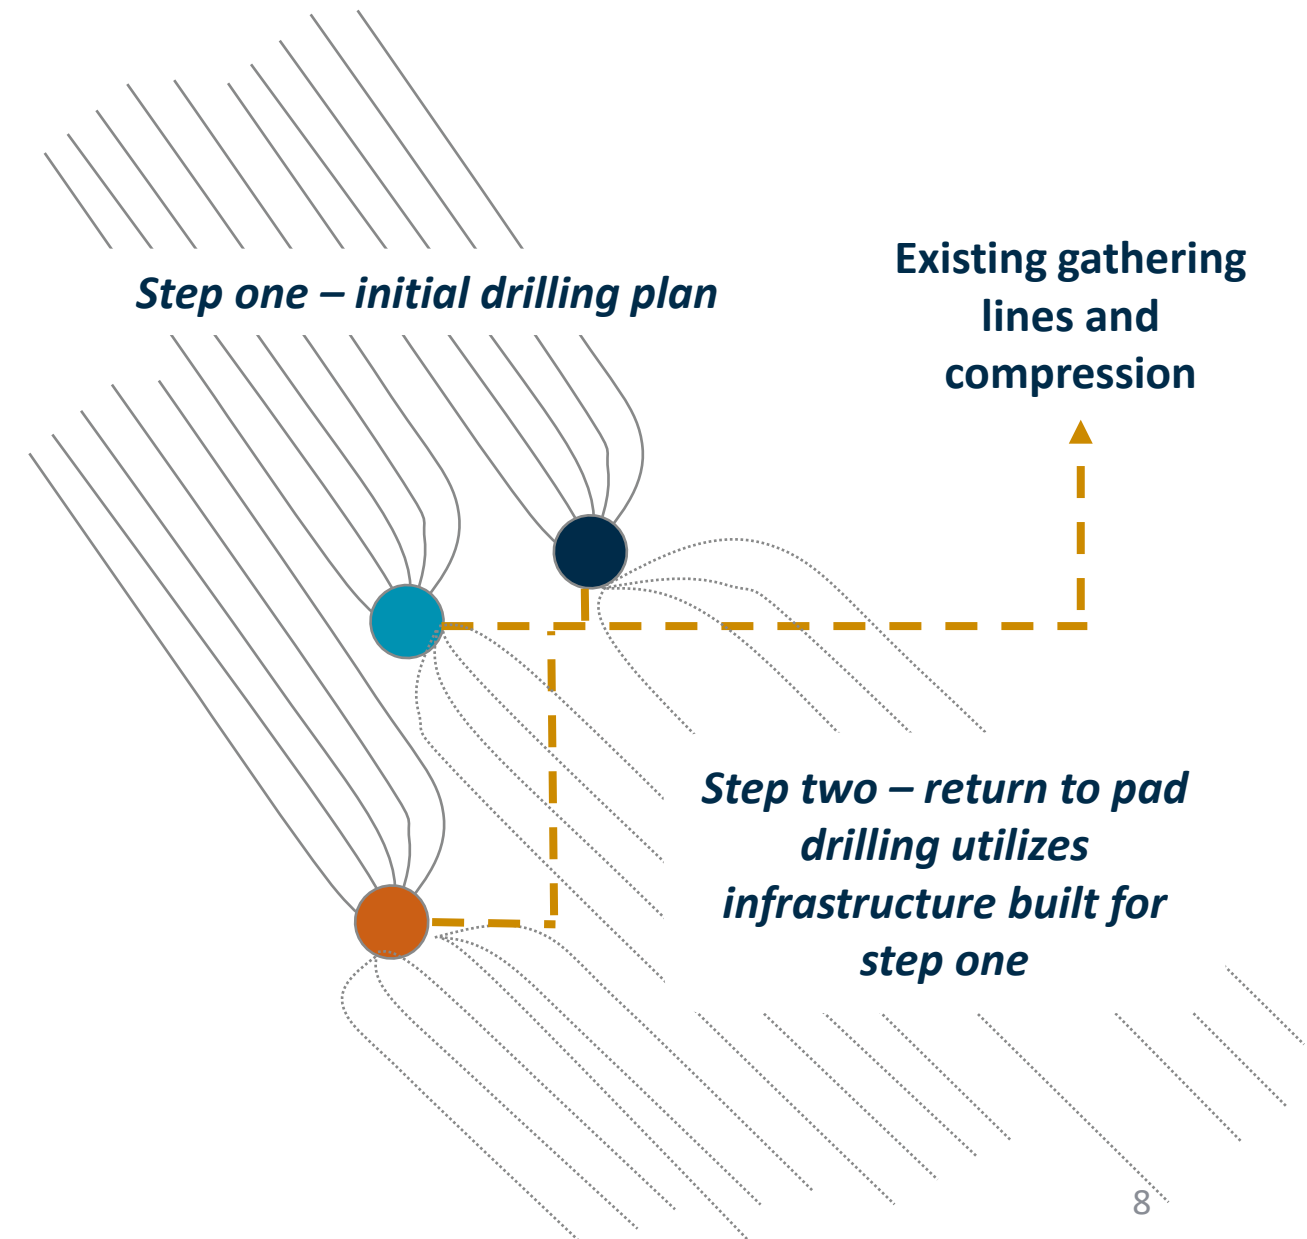 Step one – initial drilling plan
Existing gathering
lines and
compression
Step two – return to pad
drilling utilizes
infrastructure built for
step one
8